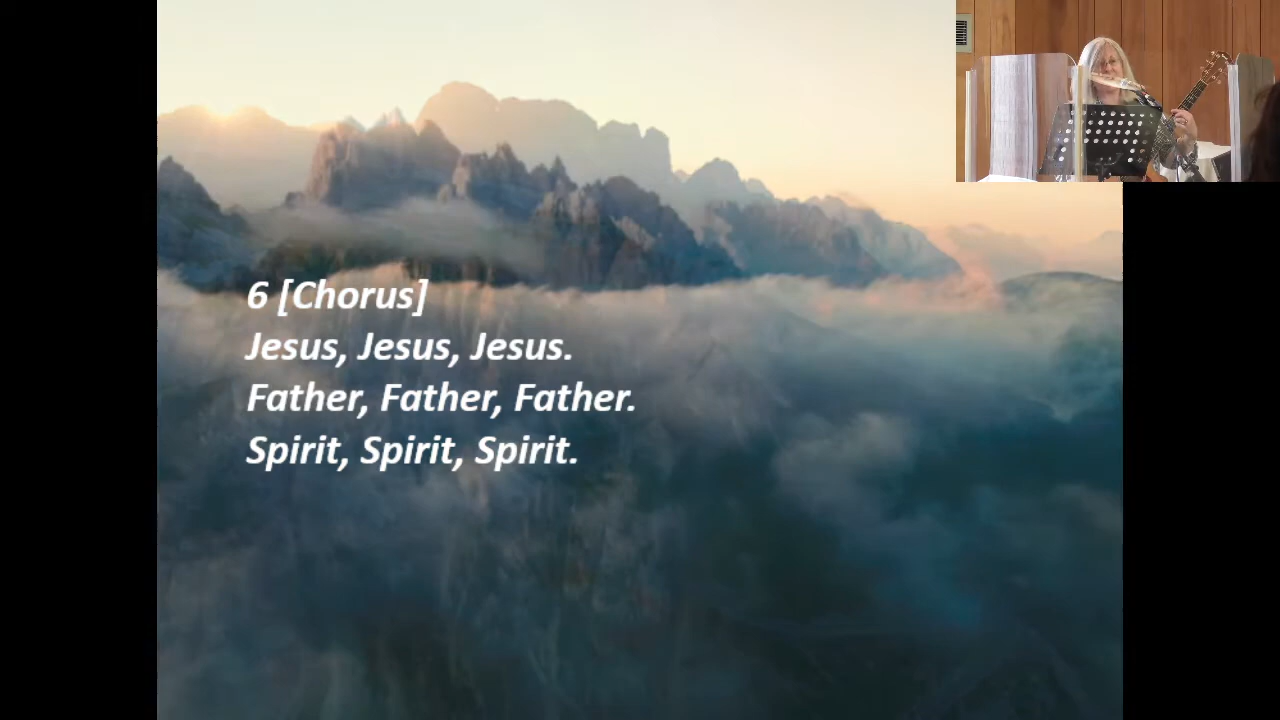 6 [Chorus]
Jesus, Jesus, Jesus.
Father, Father, Father.
Spirit, Spirit, Spirit.